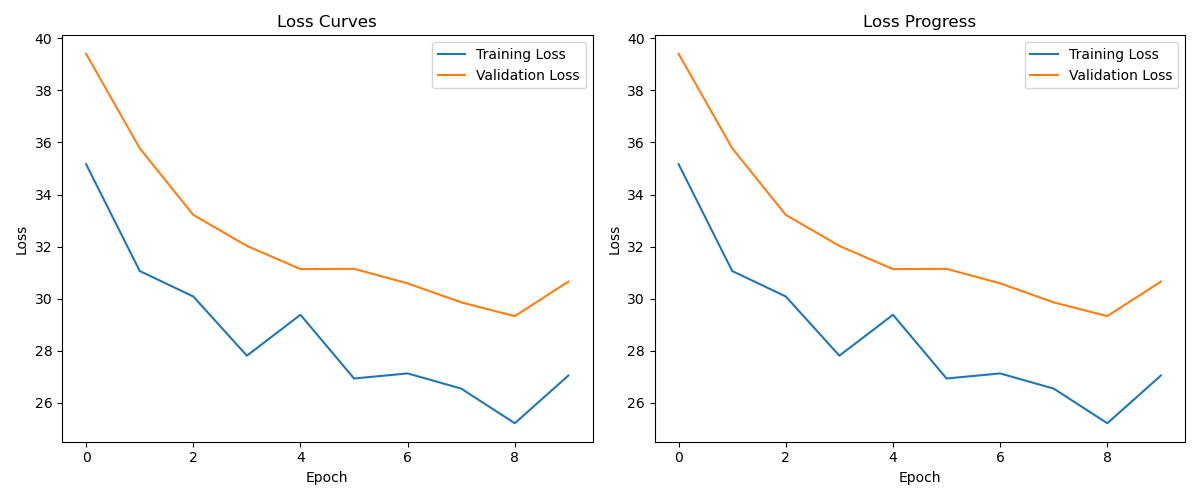 Loss Curves
40
38
36
34
32
30
28
26
Loss
0 2 4 6 8
Epoch
Training Loss
Validation Loss
Loss Progress
40
38
36
34
32
30
28
26
Loss
0 2 4 6 8
Epoch
Training Loss
Validation Loss